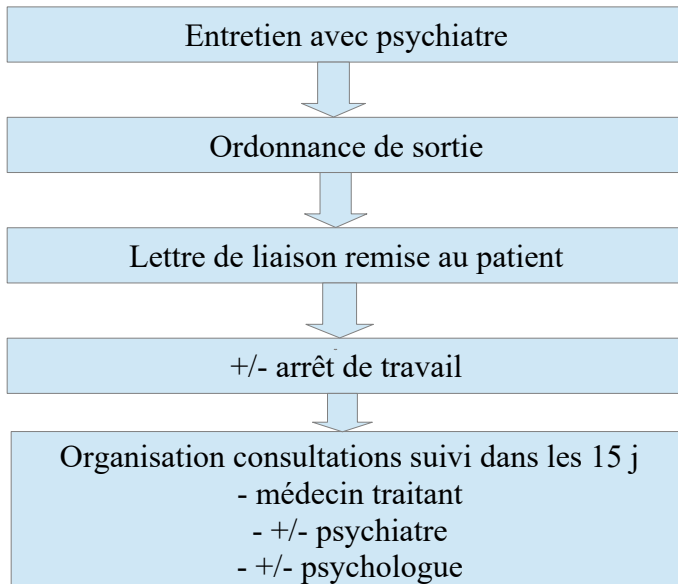 Entretien avec psychiatre
Ordonnance de sortie
Lettre de liaison remise au patient
+/- arrêt de travail
Organisation consultations suivi dans les 15 j
- médecin traitant
- +/- psychiatre
- +/- psychologue